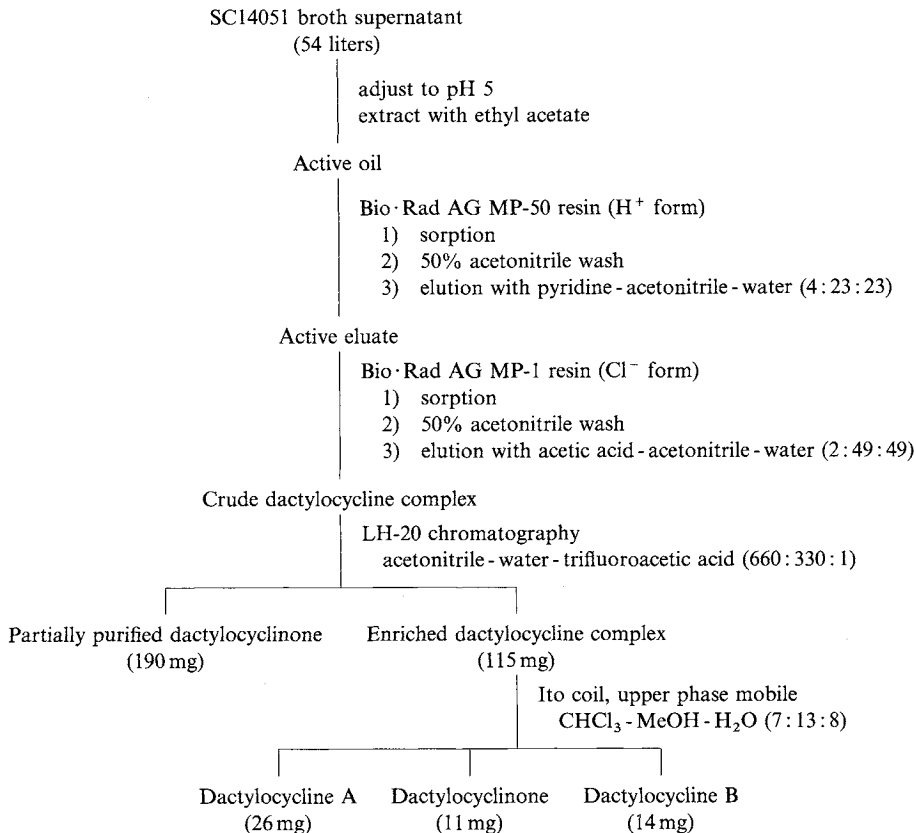 SC14051 broth supernatant
(54 liters)
adjust to pH 5
extract with ethyl acetate
Active oil
Bio·Rad AG MP-50 resin (H⁺ form)
1) sorption
2) 50% acetonitrile wash
3) elution with pyridine - acetonitrile - water (4 : 23 : 23)
Active eluate
Bio·Rad AG MP-1 resin (Cl⁻ form)
1) sorption
2) 50% acetonitrile wash
3) elution with acetic acid - acetonitrile - water (2 : 49 : 49)
Crude dactylocycline complex
LH-20 chromatography
acetonitrile - water - trifluoroacetic acid (660 : 330 : 1)
Partially purified dactylocyclinone
(190 mg)
Enriched dactylocycline complex
(115 mg)
Ito coil, upper phase mobile
CHCl₃ - MeOH - H₂O (7 : 13 : 8)
Dactylocycline A
(26 mg)
Dactylocyclinone
(11 mg)
Dactylocycline B
(14 mg)